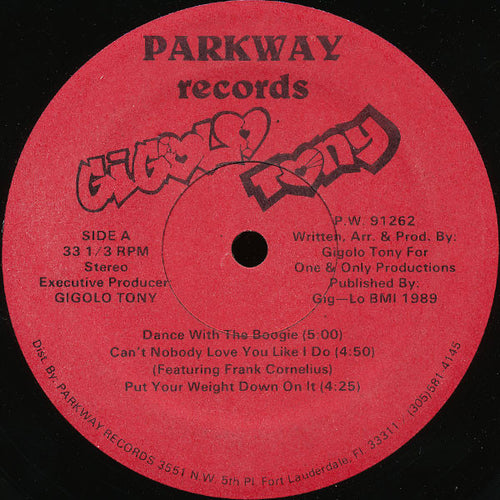 PARKWAY
records
GiGOLO
TONY
SIDE A
33 1/3 RPM
Stereo
Executive Producer
GIGOLO TONY
P.W. 91262
Written, Arr. & Prod. By:
Gigolo Tony For
One & Only Productions
Published By:
Gig—Lo BMI 1989
Dance With The Boogie (5:00)
Can't Nobody Love You Like I Do (4:50)
(Featuring Frank Cornelius)
Put Your Weight Down On It (4:25)
Dist. By: PARKWAY RECORDS 3551 N.W. 5th Pl. Fort Lauderdale, Fl. 33311 · (305)581 4145